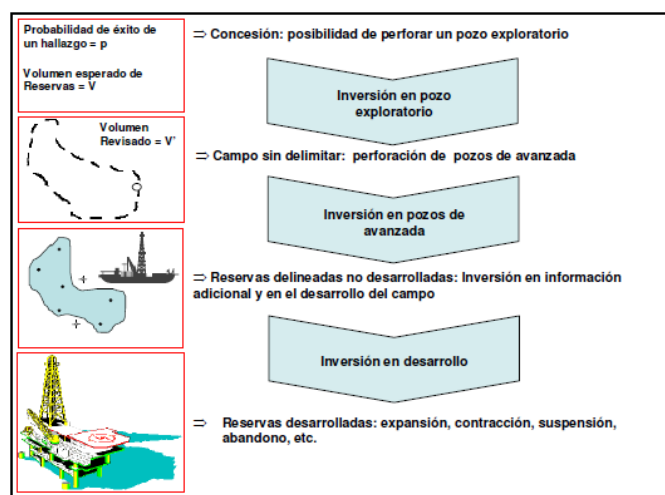 Probabilidad de éxito de
un hallazgo = p
Volumen esperado de
Reservas = V
⇒ Concesión: posibilidad de perforar un pozo exploratorio
Inversión en pozo
exploratorio
Volumen
Revisado = V'
⇒ Campo sin delimitar: perforación de pozos de avanzada
Inversión en pozos de
avanzada
⇒ Reservas delineadas no desarrolladas: Inversión en información
adicional y en el desarrollo del campo
Inversión en desarrollo
⇒ Reservas desarrolladas: expansión, contracción, suspensión,
abandono, etc.